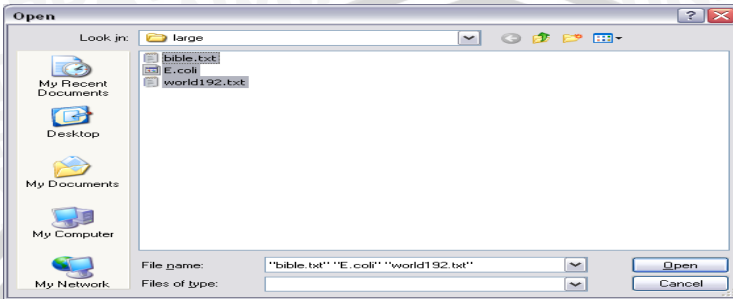 Open
Look in:
large
bible.txt
E.coli
world192.txt
My Recent
Documents
Desktop
My Documents
My Computer
My Network
File name:
"bible.txt" "E.coli" "world192.txt"
Open
Files of type:
Cancel